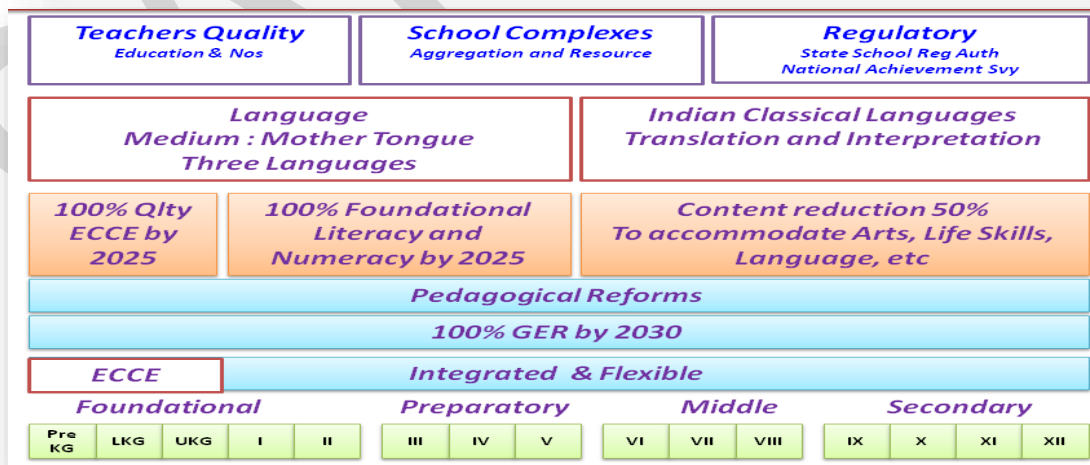 Teachers Quality
Education & Nos
School Complexes
Aggregation and Resource
Regulatory
State School Reg Auth
National Achievement Svy
Language
Medium : Mother Tongue
Three Languages
Indian Classical Languages
Translation and Interpretation
100% Qlty
ECCE by
2025
100% Foundational
Literacy and
Numeracy by 2025
Content reduction 50%
To accommodate Arts, Life Skills,
Language, etc
Pedagogical Reforms
100% GER by 2030
ECCE
Integrated & Flexible
Foundational
Preparatory
Middle
Secondary
Pre
KG
LKG
UKG
I
II
III
IV
V
VI
VII
VIII
IX
X
XI
XII